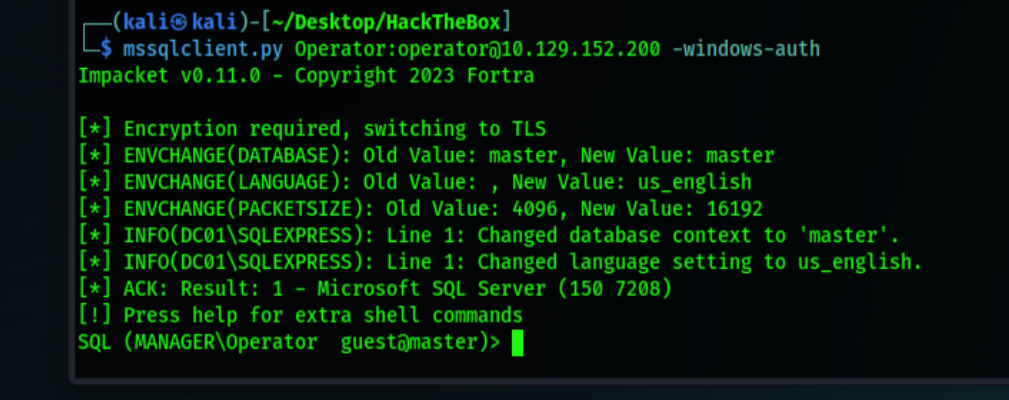 ┌──(kali㉿kali)-[~/Desktop/HackTheBox]
└─$ mssqlclient.py Operator:operator@10.129.152.200 -windows-auth
Impacket v0.11.0 - Copyright 2023 Fortra
[*] Encryption required, switching to TLS
[*] ENVCHANGE(DATABASE): Old Value: master, New Value: master
[*] ENVCHANGE(LANGUAGE): Old Value: , New Value: us_english
[*] ENVCHANGE(PACKETSIZE): Old Value: 4096, New Value: 16192
[*] INFO(DC01\SQLEXPRESS): Line 1: Changed database context to 'master'.
[*] INFO(DC01\SQLEXPRESS): Line 1: Changed language setting to us_english.
[*] ACK: Result: 1 - Microsoft SQL Server (150 7208)
[!] Press help for extra shell commands
SQL (MANAGER\Operator  guest@master)>